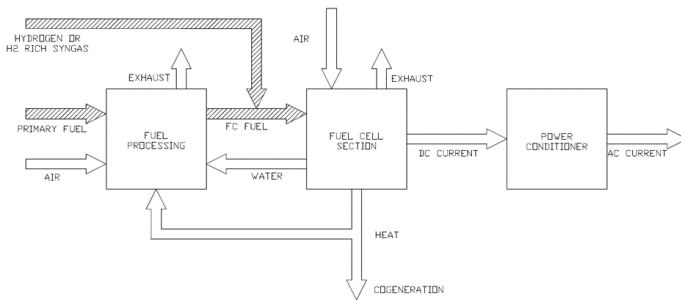 HYDROGEN OR
H2 RICH SYNGAS
AIR
EXHAUST
EXHAUST
PRIMARY FUEL
FUEL
PROCESSING
FC FUEL
FUEL CELL
SECTION
POWER
CONDITIONER
AIR
WATER
DC CURRENT
AC CURRENT
HEAT
COGENERATION